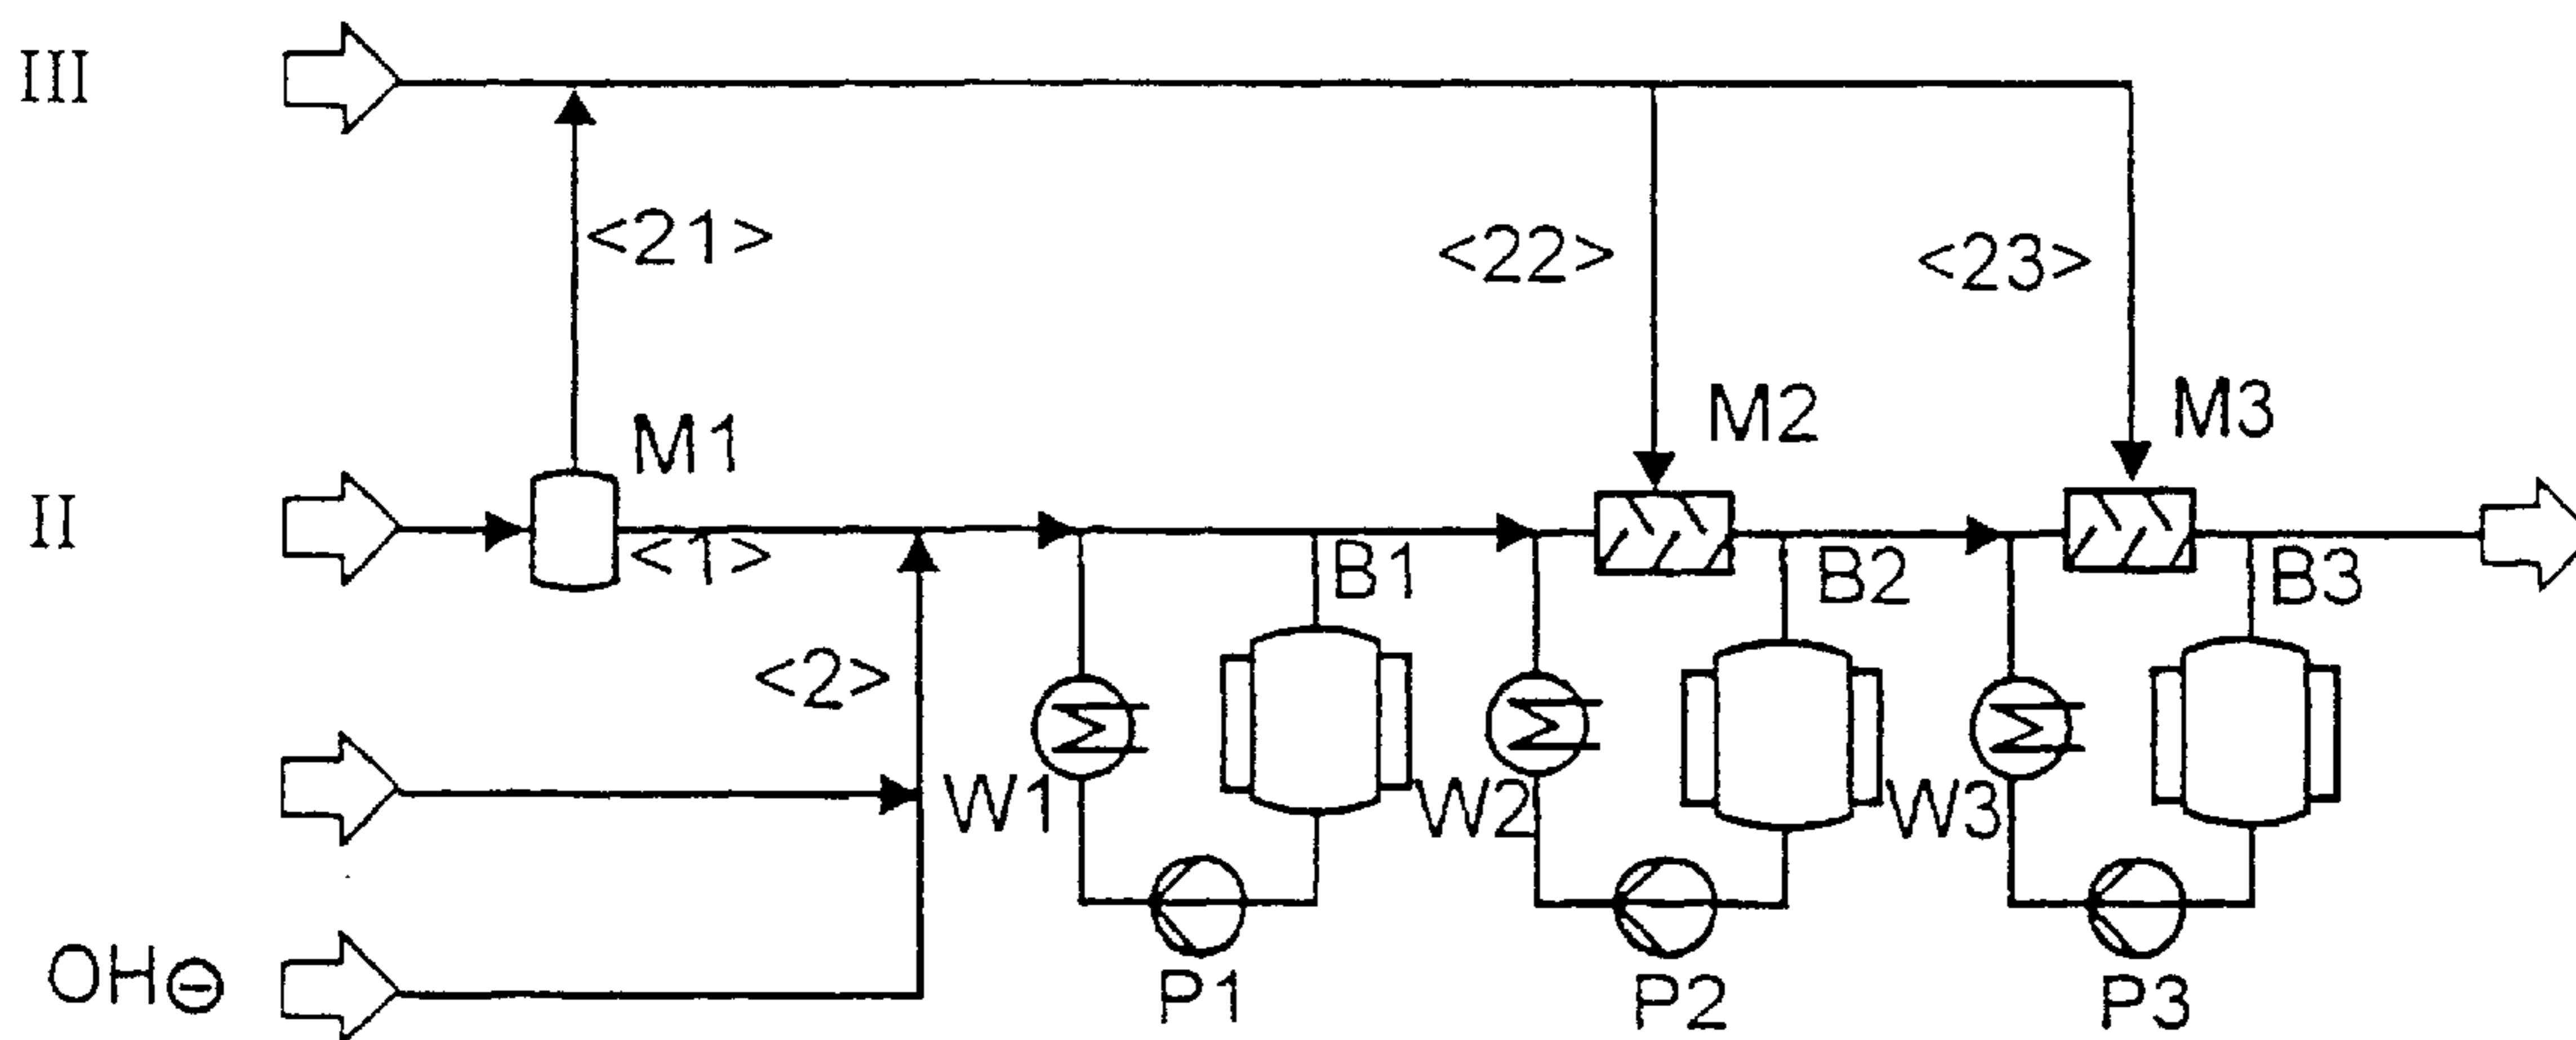 III
<21>
<22>
<23>
M1
M2
M3
II
<1>
B1
B2
B3
<2>
W1
W2
W3
OH⊖
P1
P2
P3